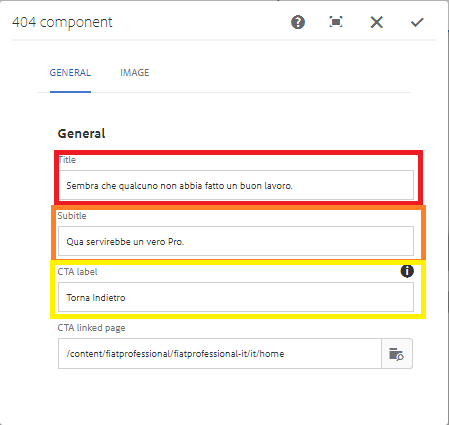 404 component
GENERAL IMAGE
General
Title
Sembra che qualcuno non abbia fatto un buon lavoro.
Subitle
Qua servirebbe un vero Pro.
CTA label
Torna Indietro
CTA linked page
/content/fiatprofessional/fiatprofessional-it/it/home